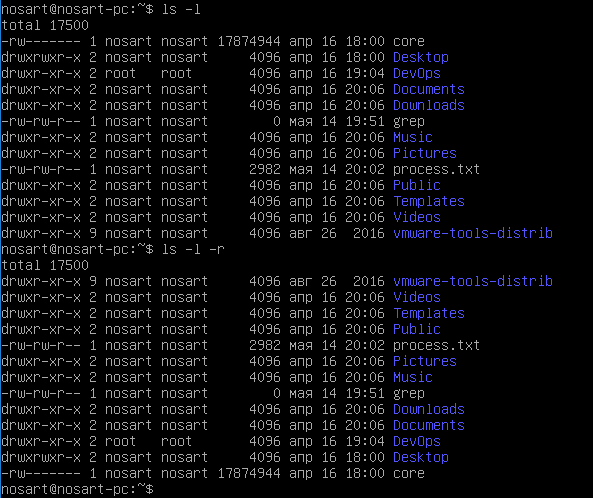 nosart@nosart-pc:~$ ls -l
total 17500
-rw------- 1 nosart nosart 17874944 апр 16 18:00 core
drwxrwxr-x 2 nosart nosart     4096 апр 16 18:00 Desktop
drwxr-xr-x 2 root   root       4096 апр 16 19:04 DevOps
drwxr-xr-x 2 nosart nosart     4096 апр 16 20:06 Documents
drwxr-xr-x 2 nosart nosart     4096 апр 16 20:06 Downloads
-rw-rw-r-- 1 nosart nosart        0 мая 14 19:51 grep
drwxr-xr-x 2 nosart nosart     4096 апр 16 20:06 Music
drwxr-xr-x 2 nosart nosart     4096 апр 16 20:06 Pictures
-rw-rw-r-- 1 nosart nosart     2982 мая 14 20:02 process.txt
drwxr-xr-x 2 nosart nosart     4096 апр 16 20:06 Public
drwxr-xr-x 2 nosart nosart     4096 апр 16 20:06 Templates
drwxr-xr-x 2 nosart nosart     4096 апр 16 20:06 Videos
drwxr-xr-x 9 nosart nosart     4096 авг 26  2016 vmware-tools-distrib
nosart@nosart-pc:~$ ls -l -r
total 17500
drwxr-xr-x 9 nosart nosart     4096 авг 26  2016 vmware-tools-distrib
drwxr-xr-x 2 nosart nosart     4096 апр 16 20:06 Videos
drwxr-xr-x 2 nosart nosart     4096 апр 16 20:06 Templates
drwxr-xr-x 2 nosart nosart     4096 апр 16 20:06 Public
-rw-rw-r-- 1 nosart nosart     2982 мая 14 20:02 process.txt
drwxr-xr-x 2 nosart nosart     4096 апр 16 20:06 Pictures
drwxr-xr-x 2 nosart nosart     4096 апр 16 20:06 Music
-rw-rw-r-- 1 nosart nosart        0 мая 14 19:51 grep
drwxr-xr-x 2 nosart nosart     4096 апр 16 20:06 Downloads
drwxr-xr-x 2 nosart nosart     4096 апр 16 20:06 Documents
drwxr-xr-x 2 root   root       4096 апр 16 19:04 DevOps
drwxrwxr-x 2 nosart nosart     4096 апр 16 18:00 Desktop
-rw------- 1 nosart nosart 17874944 апр 16 18:00 core
nosart@nosart-pc:~$